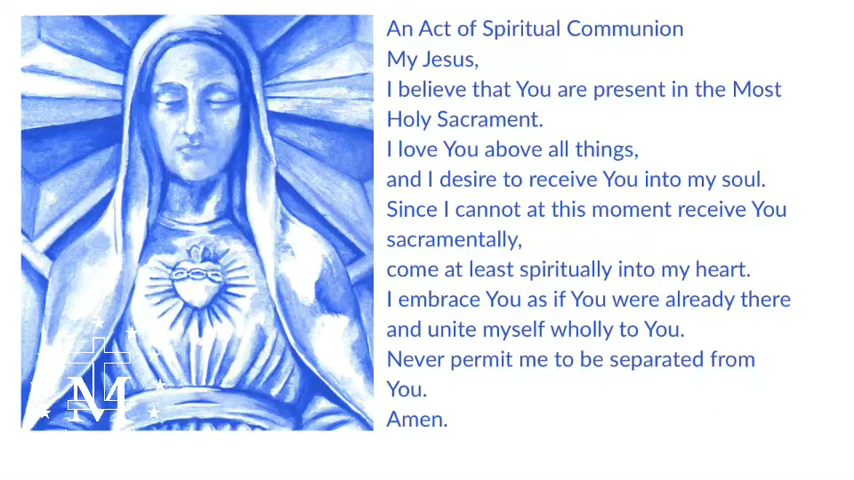 An Act of Spiritual Communion
My Jesus,
I believe that You are present in the Most
Holy Sacrament.
I love You above all things,
and I desire to receive You into my soul.
Since I cannot at this moment receive You
sacramentally,
come at least spiritually into my heart.
I embrace You as if You were already there
and unite myself wholly to You.
Never permit me to be separated from
You.
Amen.
M